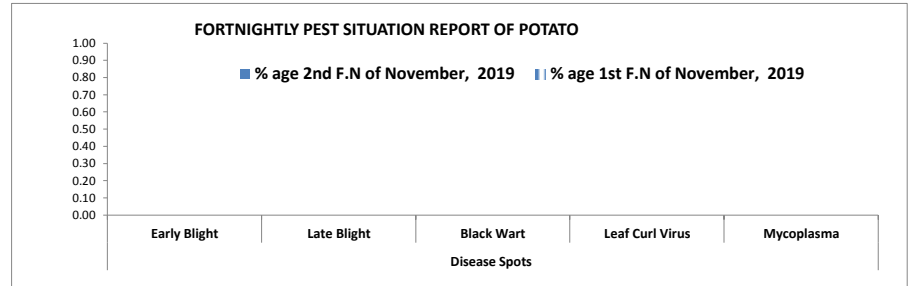 FORTNIGHTLY PEST SITUATION REPORT OF POTATO
% age 2nd F.N of November, 2019 % age 1st F.N of November, 2019
1.00
0.90
0.80
0.70
0.60
0.50
0.40
0.30
0.20
0.10
0.00
Early Blight Late Blight Black Wart Leaf Curl Virus Mycoplasma
Disease Spots